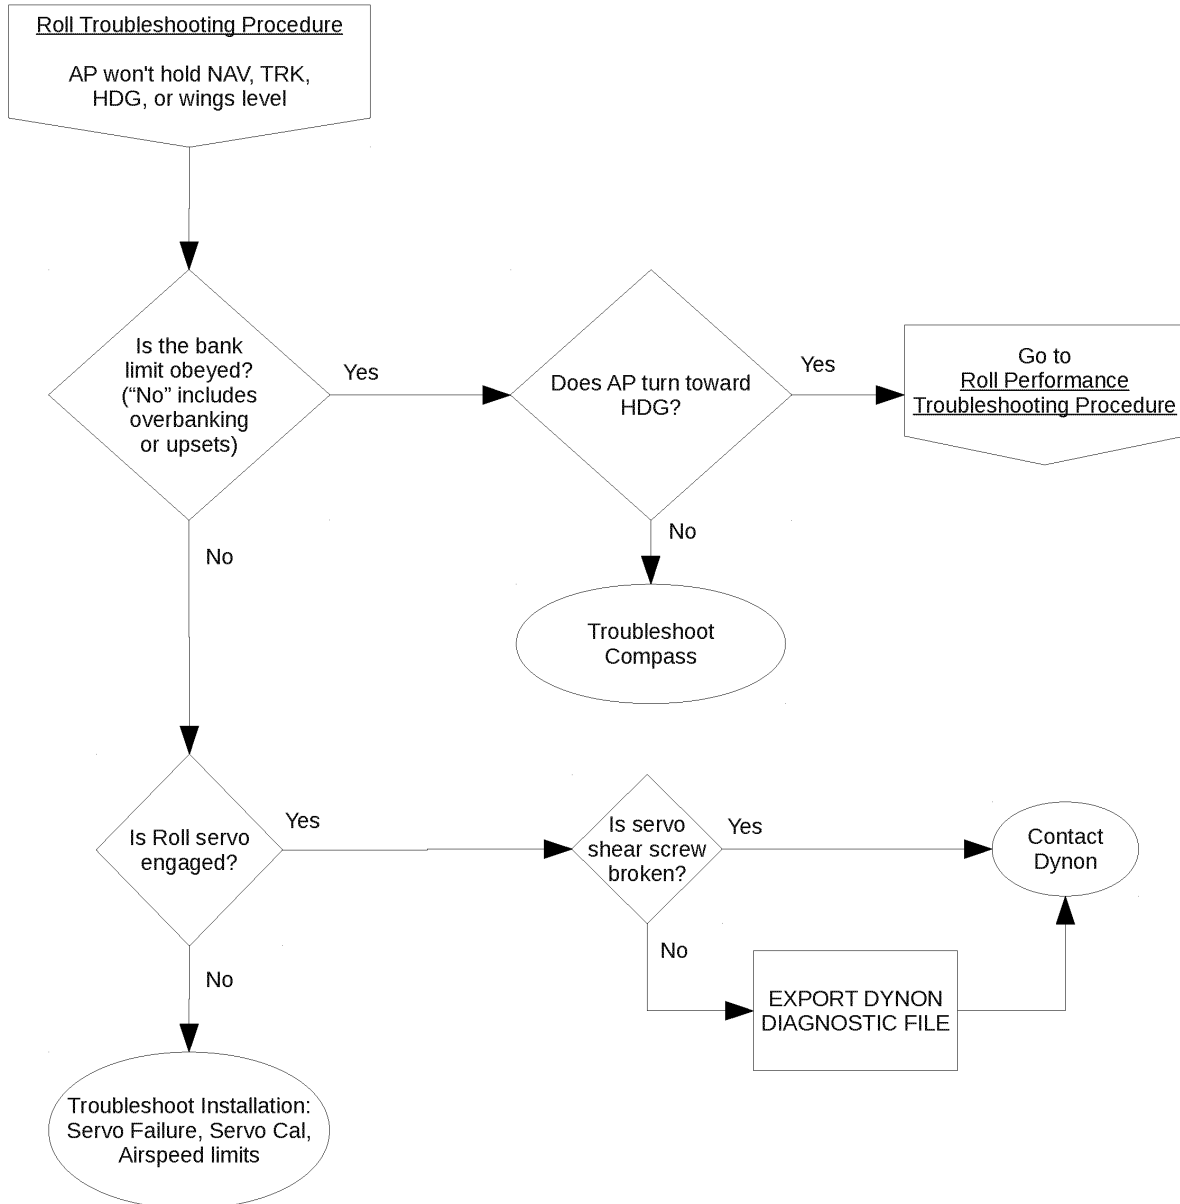 Roll Troubleshooting Procedure
AP won't hold NAV, TRK,
HDG, or wings level
Is the bank
limit obeyed?
(“No” includes
overbanking
or upsets)
Yes
Does AP turn toward
HDG?
Yes
Go to
Roll Performance
Troubleshooting Procedure
No
No
Troubleshoot
Compass
Is Roll servo
engaged?
Yes
Is servo
shear screw
broken?
Yes
Contact
Dynon
No
No
EXPORT DYNON
DIAGNOSTIC FILE
Troubleshoot Installation:
Servo Failure, Servo Cal,
Airspeed limits